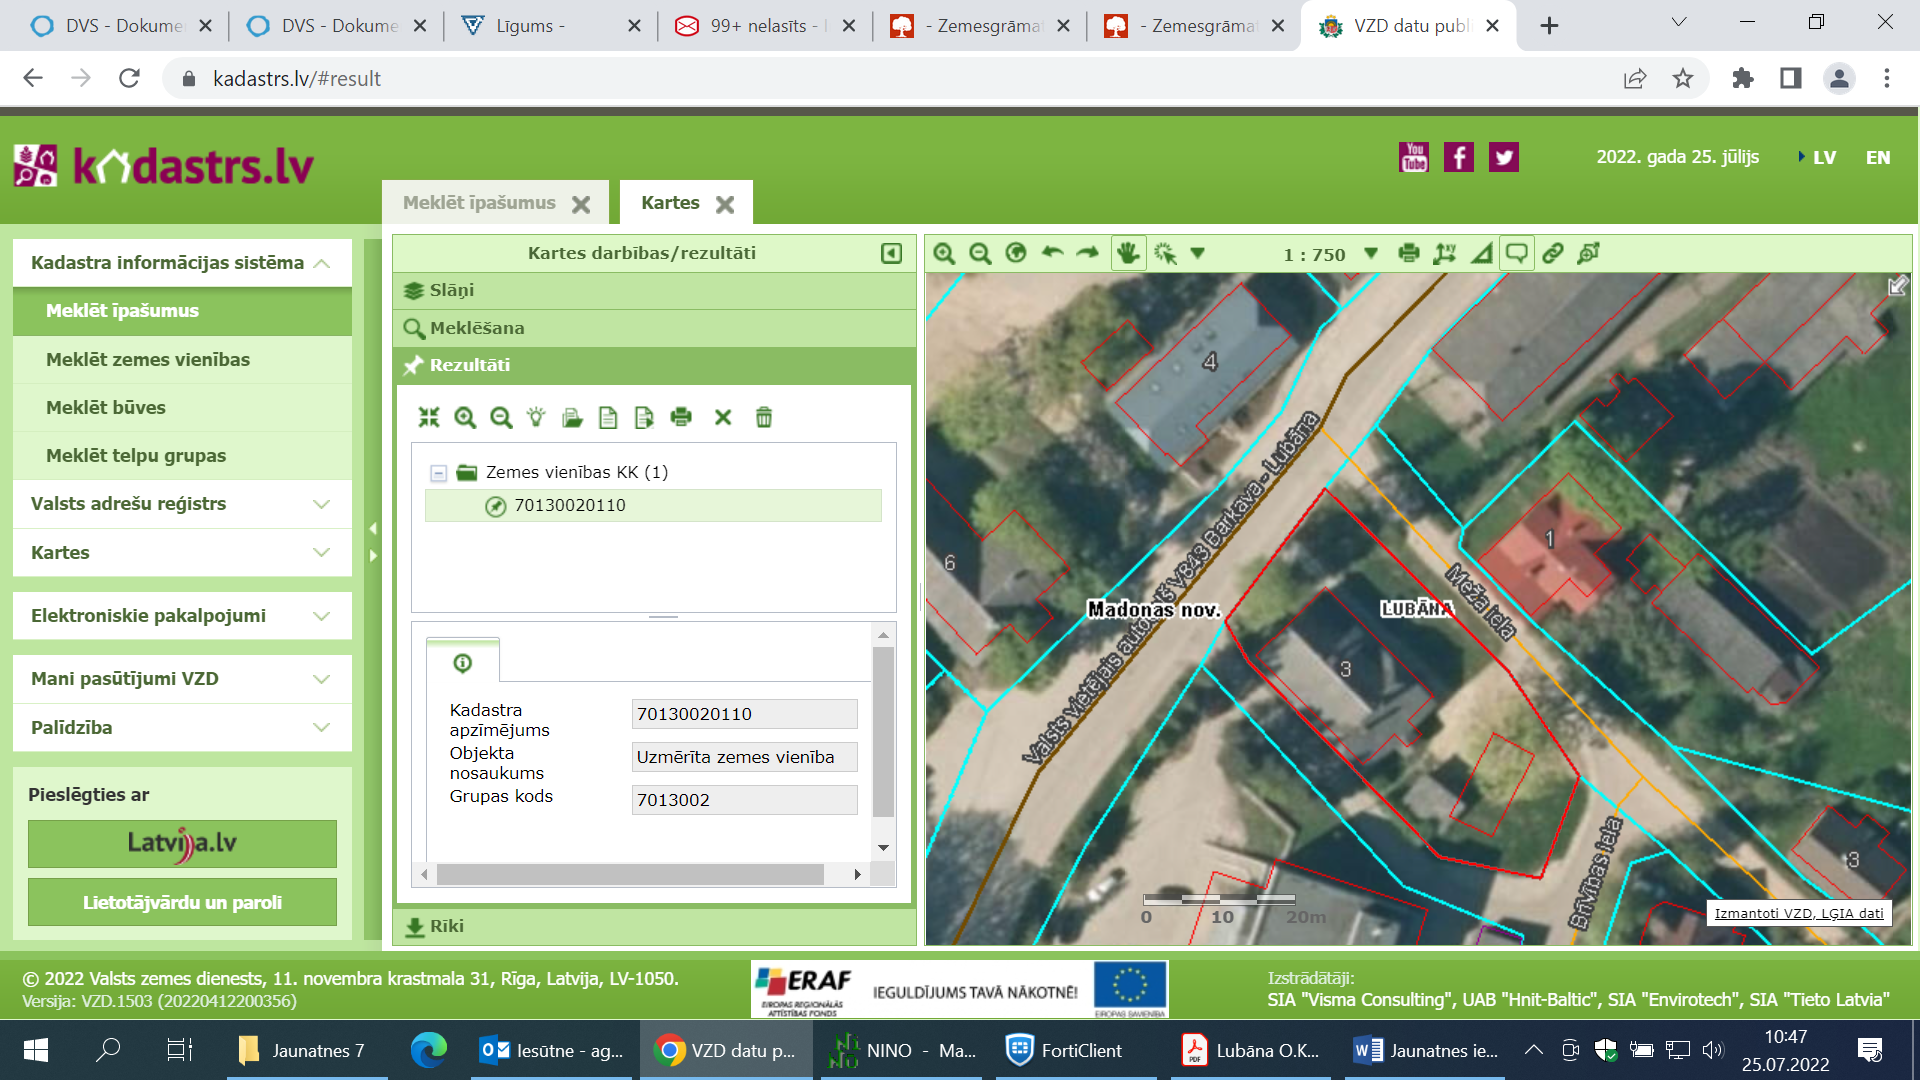 DVS - Dokume
DVS - Dokume
Līgums -
99+ nelasīts -
- Zemesgrāma
- Zemesgrāma
VZD datu publi
kadastrs.lv/#result
kadastrs.lv
You Tube
2022. gada 25. jūlijs
LV
EN
Meklēt īpašumus
Kartes
Kadastra informācijas sistēma
Meklēt īpašumus
Meklēt zemes vienības
Meklēt būves
Meklēt telpu grupas
Valsts adrešu reģistrs
Kartes
Elektroniskie pakalpojumi
Mani pasūtījumi VZD
Palīdzība
Pieslēgties ar
Latvija.lv
Lietotājvārdu un paroli
Kartes darbības/rezultāti
Slāņi
Meklēšana
Rezultāti
Zemes vienības KK (1)
70130020110
Kadastra apzīmējums
70130020110
Objekta nosaukums
Uzmērīta zemes vienība
Grupas kods
7013002
Rīki
1 : 750
xy
4
6
1
3
3
Valsts vietējais autoceļš V843 Barkava - Lubāna
Madonas nov.
LUBĀNA
Meža iela
Brīvības iela
0 10 20m
Izmantoti VZD, LĢIA dati
© 2022 Valsts zemes dienests, 11. novembra krastmala 31, Rīga, Latvija, LV-1050.
Versija: VZD.1503 (20220412200356)
ERAF
EIROPAS REGIONĀLĀS
ATTĪSTĪBAS FONDS
IEGULDĪJUMS TAVĀ NĀKOTNĒ!
EIROPAS SAVIENĪBA
Izstrādātāji:
SIA "Visma Consulting", UAB "Hnit-Baltic", SIA "Envirotech", SIA "Tieto Latvia"
Jaunatnes 7
Iesūtne - ag...
VZD datu p...
NINO - Ma...
FortiClient
Lubāna O.K...
Jaunatnes ie...
10:47
25.07.2022